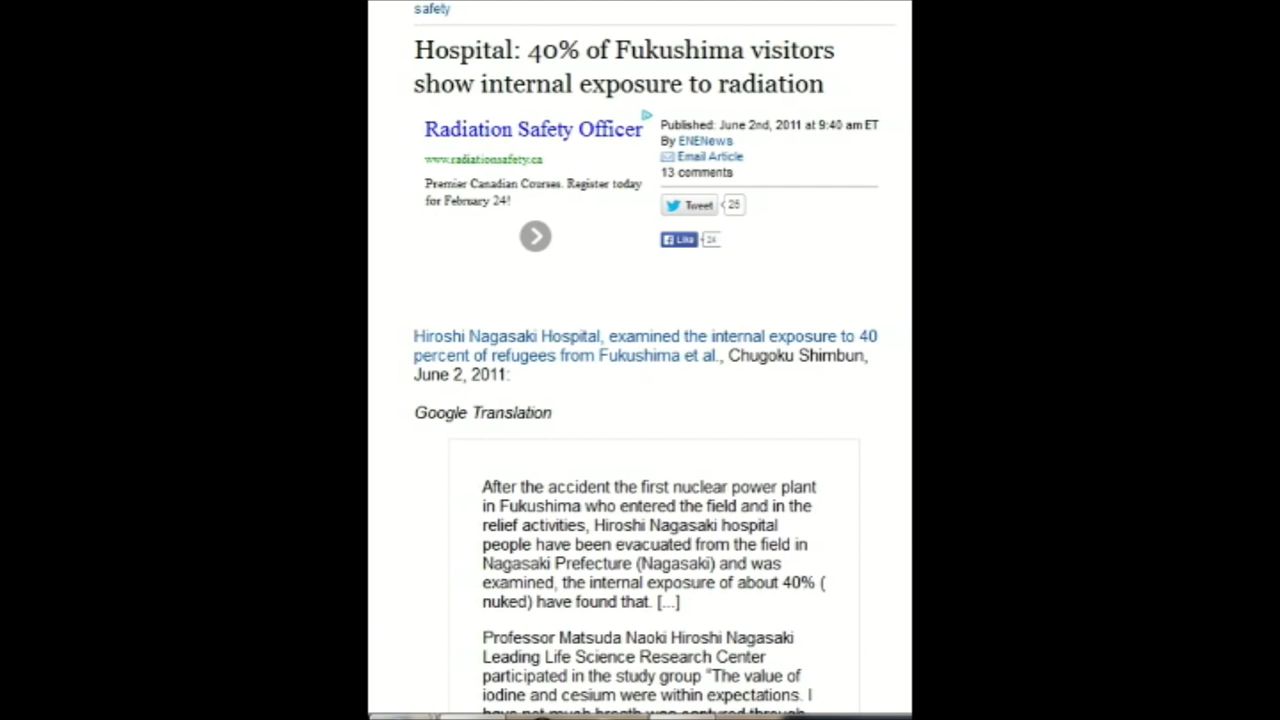 safety
Hospital: 40% of Fukushima visitors
show internal exposure to radiation
Radiation Safety Officer
www.radiationsafety.ca
Premier Canadian Courses. Register today
for February 24!
Published: June 2nd, 2011 at 9:40 am ET
By ENENews
Email Article
13 comments
Tweet
Like
Hiroshi Nagasaki Hospital, examined the internal exposure to 40
percent of refugees from Fukushima et al., Chugoku Shimbun,
June 2, 2011:
Google Translation
After the accident the first nuclear power plant
in Fukushima who entered the field and in the
relief activities, Hiroshi Nagasaki hospital
people have been evacuated from the field in
Nagasaki Prefecture (Nagasaki) and was
examined, the internal exposure of about 40% (
nuked) have found that. [...]
Professor Matsuda Naoki Hiroshi Nagasaki
Leading Life Science Research Center
participated in the study group “The value of
iodine and cesium were within expectations. I
have not much breath was captured through